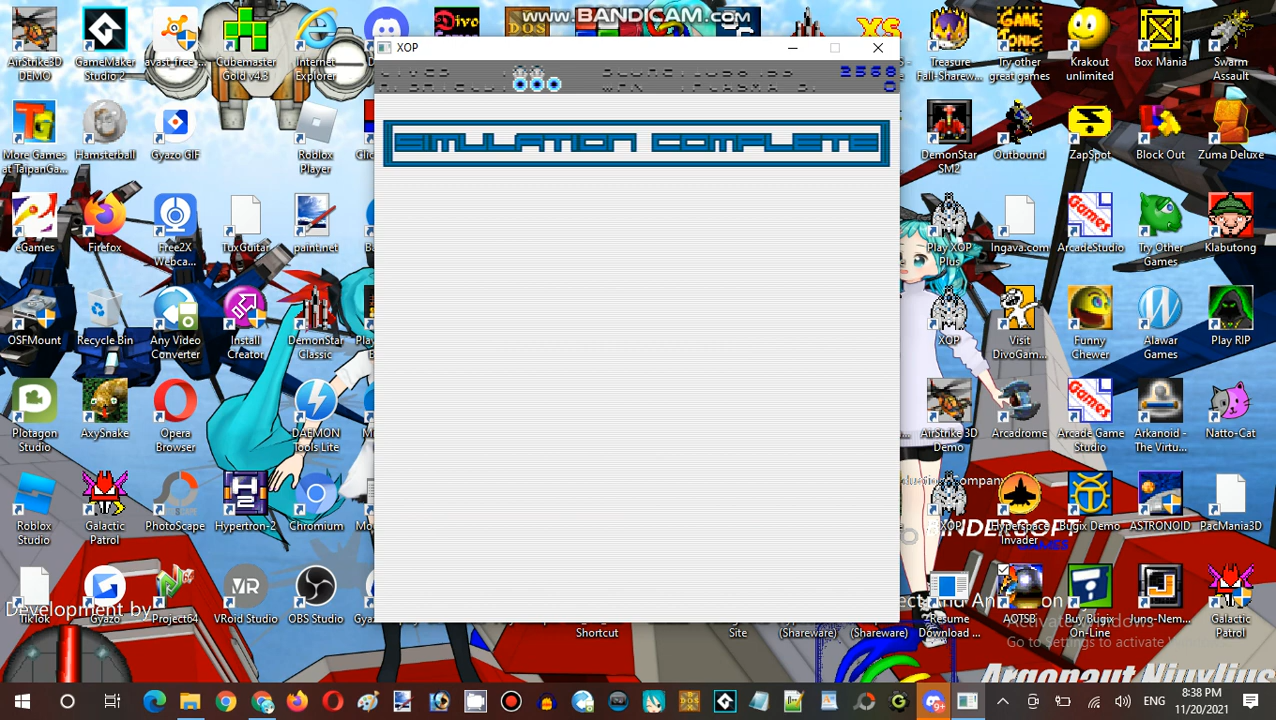 www.BANDICAM.com
XOP
2568
0
SIMULATION COMPLETE
AirStrike3D DEMO
GameMaker Studio 2
avast_free_...
Cubemaster Gold v4.3
Internet Explorer
Treasure Fall-Sharew...
Try other great games
Krakout unlimited
Box Mania
Swarm Assault
More Games at TaipanGa...
Hamsterball
Gyazo GIF
Roblox Player
DemonStar SM2
Outbound
ZapSpot
Block Out
Zuma Deluxe
eGames
Firefox
Free2X Webca...
TuxGuitar
paint.net
Play XOP Plus
Ingava.com
ArcadeStudio
Try Other Games
Klabutong
OSFMount
Recycle Bin
Any Video Converter
Install Creator
DemonStar Classic
XOP
Visit DivoGam...
Funny Chewer
Alawar Games
Play RIP
Plotagon Studio
AxySnake
Opera Browser
DAEMON Tools Lite
AirStrike 3D Demo
Arcadrome
Arcade Game Studio
Arkanoid - The Virtu...
Natto-Cat
Roblox Studio
Galactic Patrol
PhotoScape
Hypertron-2
Chromium
XOP
Hyperspace Invader
Bugix Demo
ASTRONOID
PacMania3D
TikTok
Gyazo
Project64
VRoid Studio
OBS Studio
Shortcut
Site
(Shareware)
(Shareware)
Resume Download ...
AOTSB
Buy Bugix On-Line
Juno-Nem...
Galactic Patrol
Development by
GAMES
Activate Windows
Go to Settings to activate
ENG
8:38 PM
11/20/2021